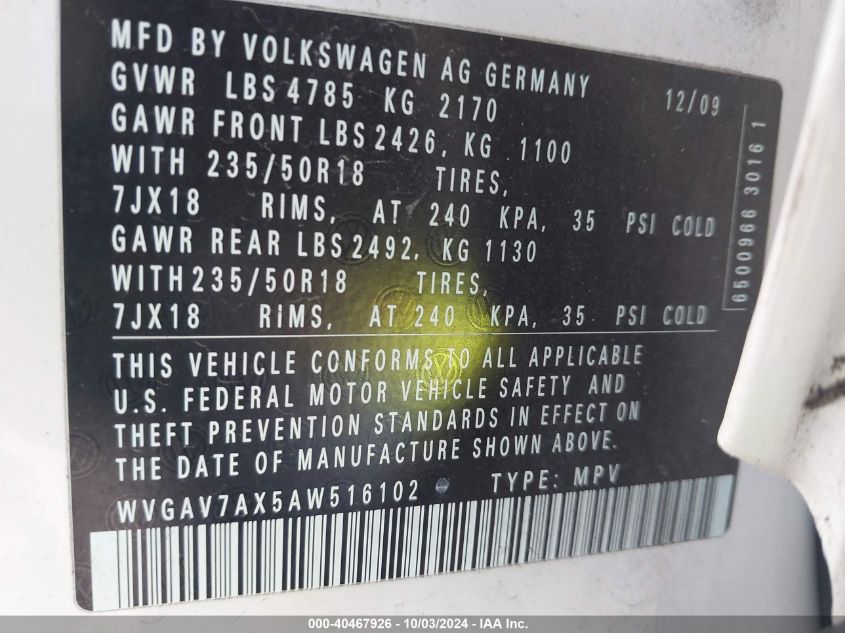 MFD BY VOLKSWAGEN AG GERMANY 12/09
GVWR LBS 4785 KG 2170
GAWR FRONT LBS 2426, KG 1100
WITH 235/50R18 TIRES,
7JX18 RIMS, AT 240 KPA, 35 PSI COLD
GAWR REAR LBS 2492, KG 1130
WITH 235/50R18 TIRES,
7JX18 RIMS, AT 240 KPA, 35 PSI COLD
THIS VEHICLE CONFORMS TO ALL APPLICABLE
U.S. FEDERAL MOTOR VEHICLE SAFETY AND
THEFT PREVENTION STANDARDS IN EFFECT ON
THE DATE OF MANUFACTURE SHOWN ABOVE.
WVGAV7AX5AW516102 TYPE: MPV
6500966 3016 1
000-40467926 - 10/03/2024 - IAA Inc.